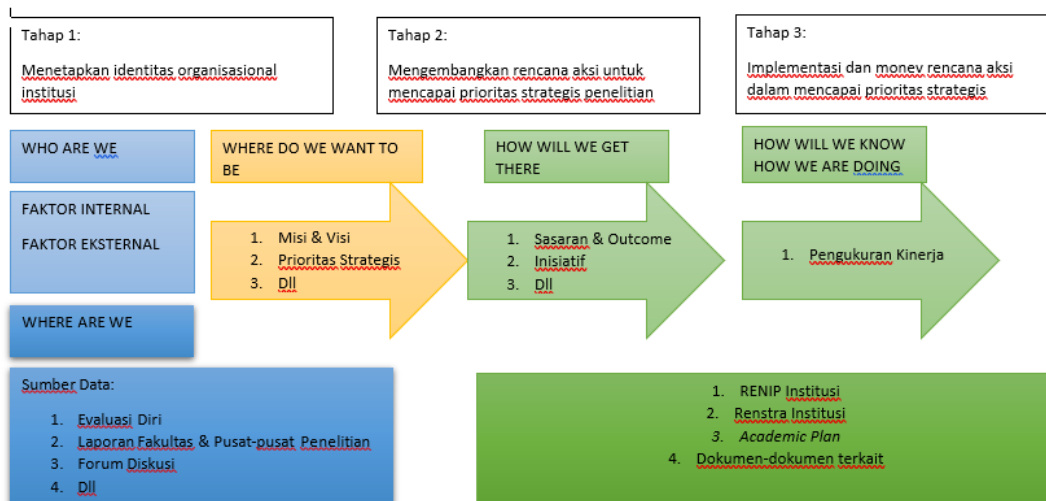 Tahap 1:
Menetapkan identitas organisasional
institusi
Tahap 2:
Mengembangkan rencana aksi untuk
mencapai prioritas strategis penelitian
Tahap 3:
Implementasi dan monev rencana aksi
dalam mencapai prioritas strategis
WHO ARE WE
WHERE DO WE WANT TO
BE
HOW WILL WE GET
THERE
HOW WILL WE KNOW
HOW WE ARE DOING
FAKTOR INTERNAL
FAKTOR EKSTERNAL
1. Misi & Visi
2. Prioritas Strategis
3. Dll
1. Sasaran & Outcome
2. Inisiatif
3. Dll
1. Pengukuran Kinerja
WHERE ARE WE
Sumber Data:
1. Evaluasi Diri
2. Laporan Fakultas & Pusat-pusat Penelitian
3. Forum Diskusi
4. Dll
1. RENIP Institusi
2. Renstra Institusi
3. Academic Plan
4. Dokumen-dokumen terkait